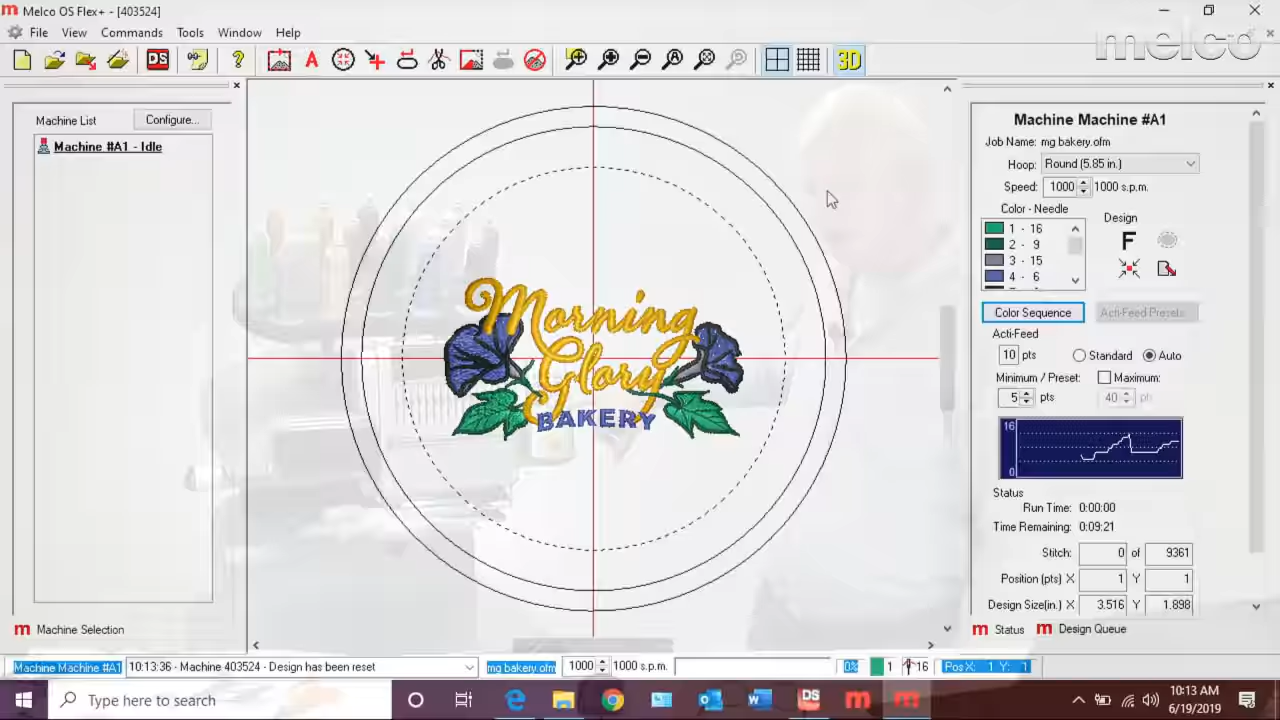 Melco OS Flex+ - [403524]
File View Commands Tools Window Help
melco
DS
A
?
3D
Machine List Configure...
Machine #A1 - Idle
Machine Selection
Morning
Glory
BAKERY
Machine Machine #A1
Job Name: mg bakery.ofm
Hoop: Round (5.85 in.)
Speed: 1000 1000 s.p.m.
Color - Needle Design
1 - 16
2 - 9
3 - 15
4 - 6
F
Color Sequence Acti-Feed Presets...
Acti-Feed
10 pts Standard Auto
Minimum / Preset: Maximum:
5 pts 40 pts
16
0
Status
Run Time: 0:00:00
Time Remaining: 0:09:21
Stitch: 0 of 9361
Position (pts) X 1 Y 1
Design Size(in.) X 3.516 Y 1.898
Status Design Queue
Machine Machine #A1 10:13:36 - Machine 403524 - Design has been reset mg bakery.ofm 1000 1000 s.p.m. 0% 1 16 Pos X: 1 Y: 1
Type here to search
DS
10:13 AM
6/19/2019